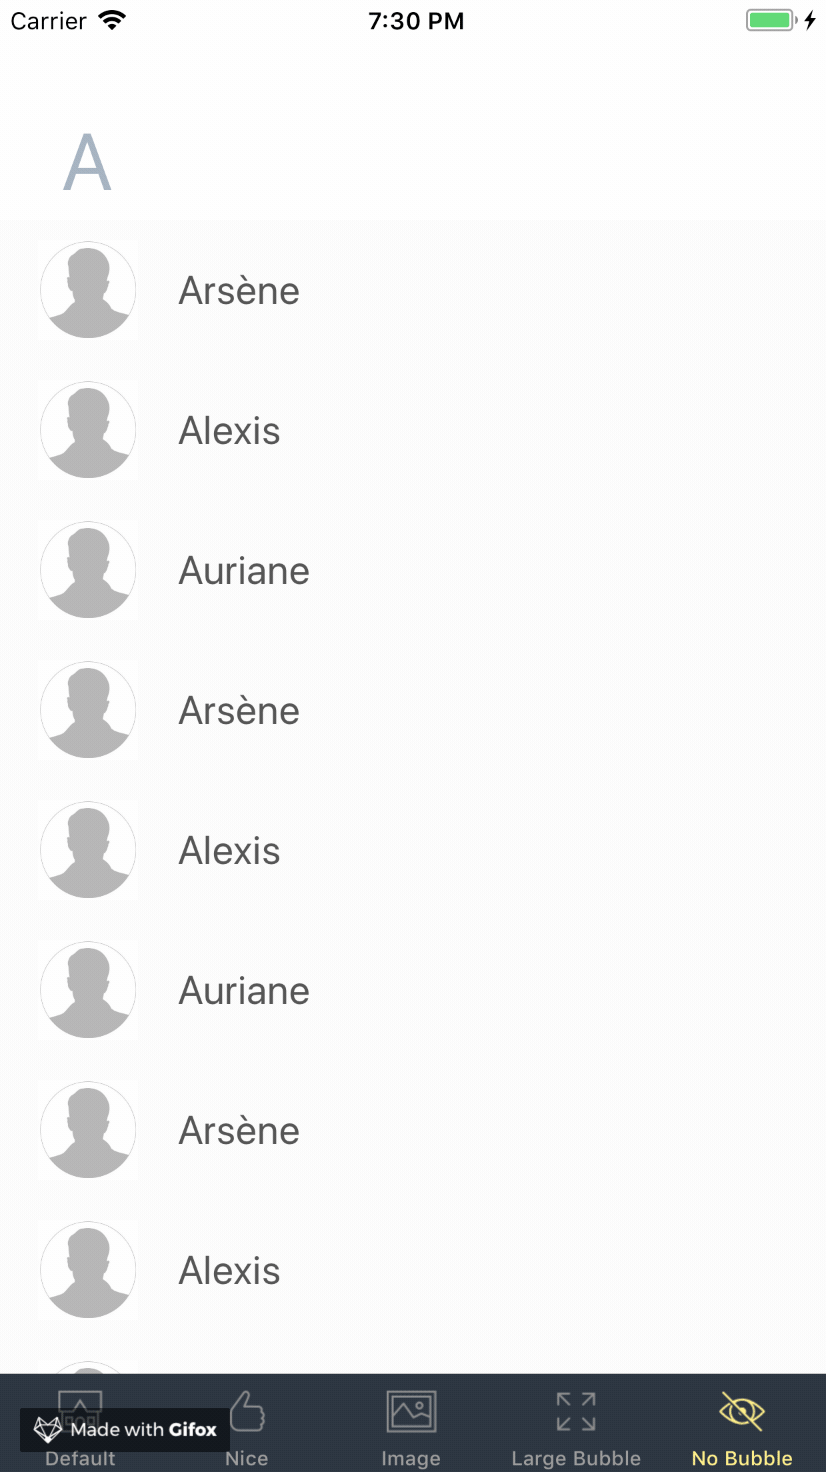 Carrier 7:30 PM
A
Arsène
Alexis
Auriane
Arsène
Alexis
Auriane
Arsène
Alexis
Made with Gifox
Default Nice Image Large Bubble No Bubble